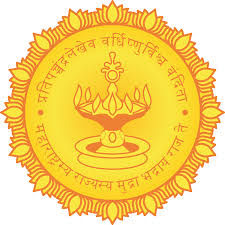 प्रतिपच्चंद्रलेखेव वर्धिष्णुर्विश्व वंदिता
महाराष्ट्रस्य राज्यस्य मुद्रा भद्राय राजते